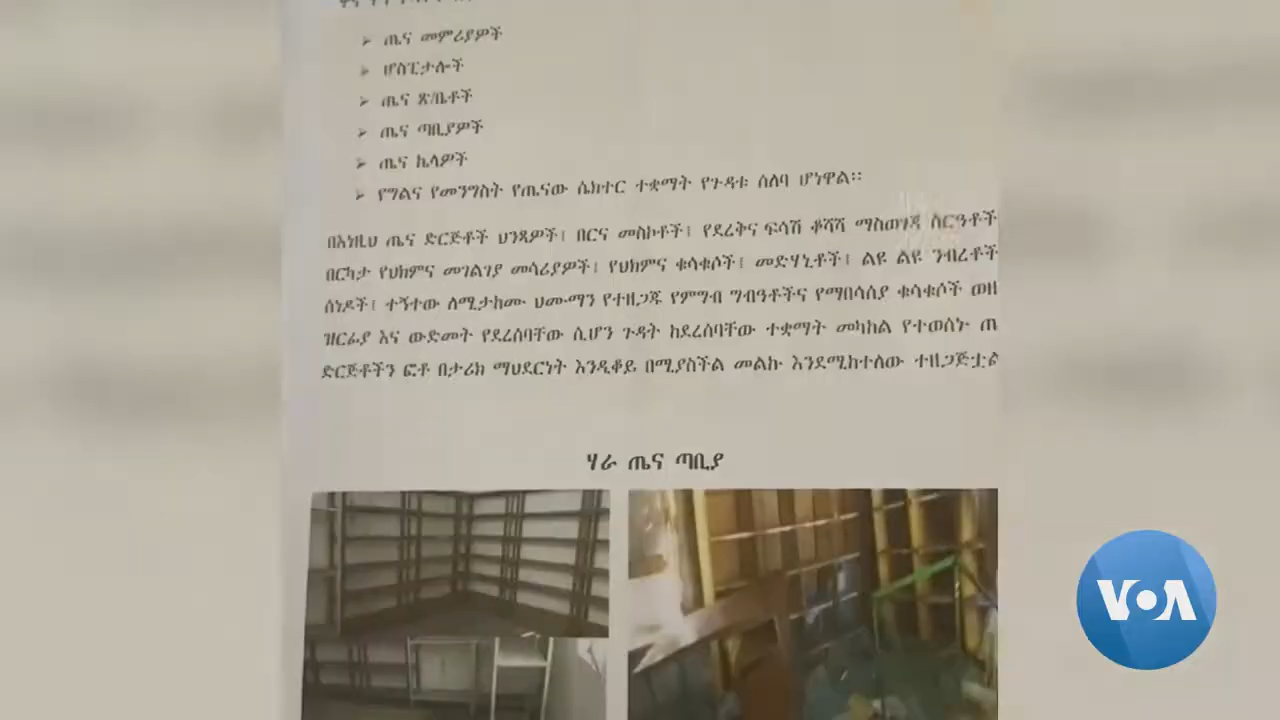 ➢ ጤና መምሪያዎች
➢ ሆስፒታሎች
➢ ጤና ጽ/ቤቶች
➢ ጤና ጣቢያዎች
➢ ጤና ኬላዎች
➢ የግልና የመንግስት የጤናው ሴክተር ተቋማት የጉዳቱ ሰለባ ሆነዋል፡፡
በእነዚህ ጤና ድርጅቶች ህንጻዎች፤ በርና መስኮቶች፤ የደረቅና ፍሳሽ ቆሻሻ ማስወገጃ ስርዓቶች
በርካታ የህክምና መገልገያ መሳሪያዎች፤ የህክምና ቁሳቁሶች፤ መድሃኒቶች፤ ልዩ ልዩ ንብረቶች
ሰነዶች፤ ተኝተው ለሚታከሙ ህሙማን የተዘጋጁ የምግብ ግብዓቶችና የማበሰያ ቁሳቁሶች ወዘ
ዝርፊያ እና ውድመት የደረሰባቸው ሲሆን ጉዳት ከደረሰባቸው ተቋማት መካከል የተወሰኑ ጠ
ድርጅቶችን ፎቶ በታሪክ ማህደርነት እንዲቆይ በሚያስችል መልኩ እንደሚከተለው ተዘጋጅቷል
ሃራ ጤና ጣቢያ
VOA